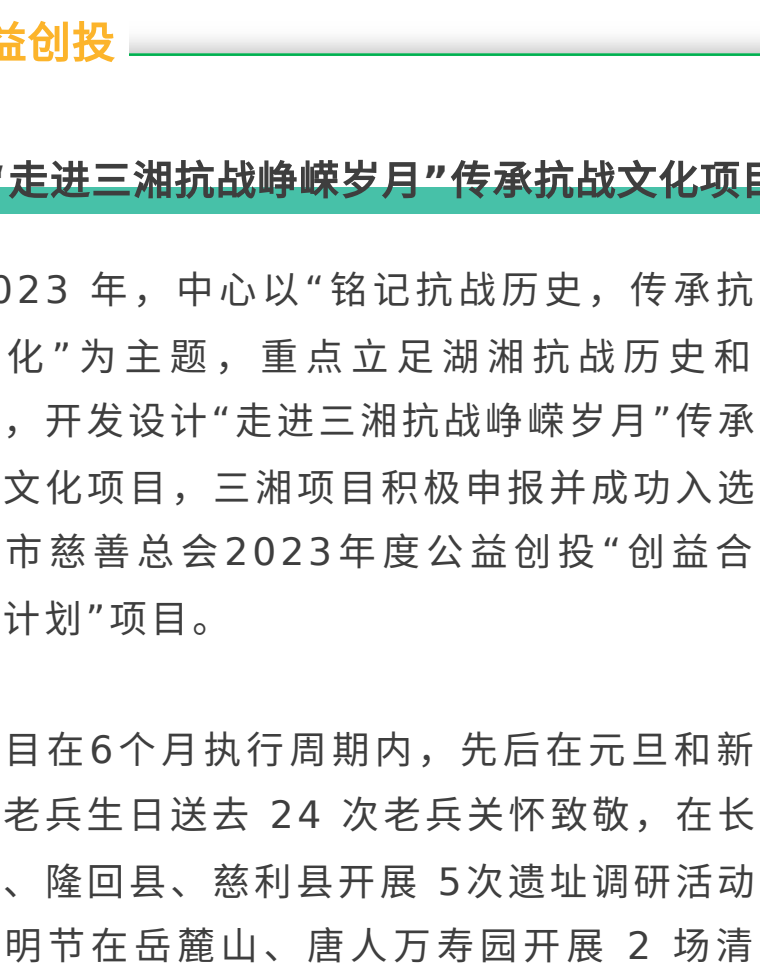 益创投
“走进三湘抗战峥嵘岁月”传承抗战文化项目
023 年，中心以“铭记抗战历史，传承抗
化”为主题，重点立足湖湘抗战历史和
，开发设计“走进三湘抗战峥嵘岁月”传承
文化项目，三湘项目积极申报并成功入选
市慈善总会2023年度公益创投“创益合
计划”项目。
目在6个月执行周期内，先后在元旦和新
老兵生日送去 24 次老兵关怀致敬，在长
、隆回县、慈利县开展 5次遗址调研活动
明节在岳麓山、唐人万寿园开展 2 场清